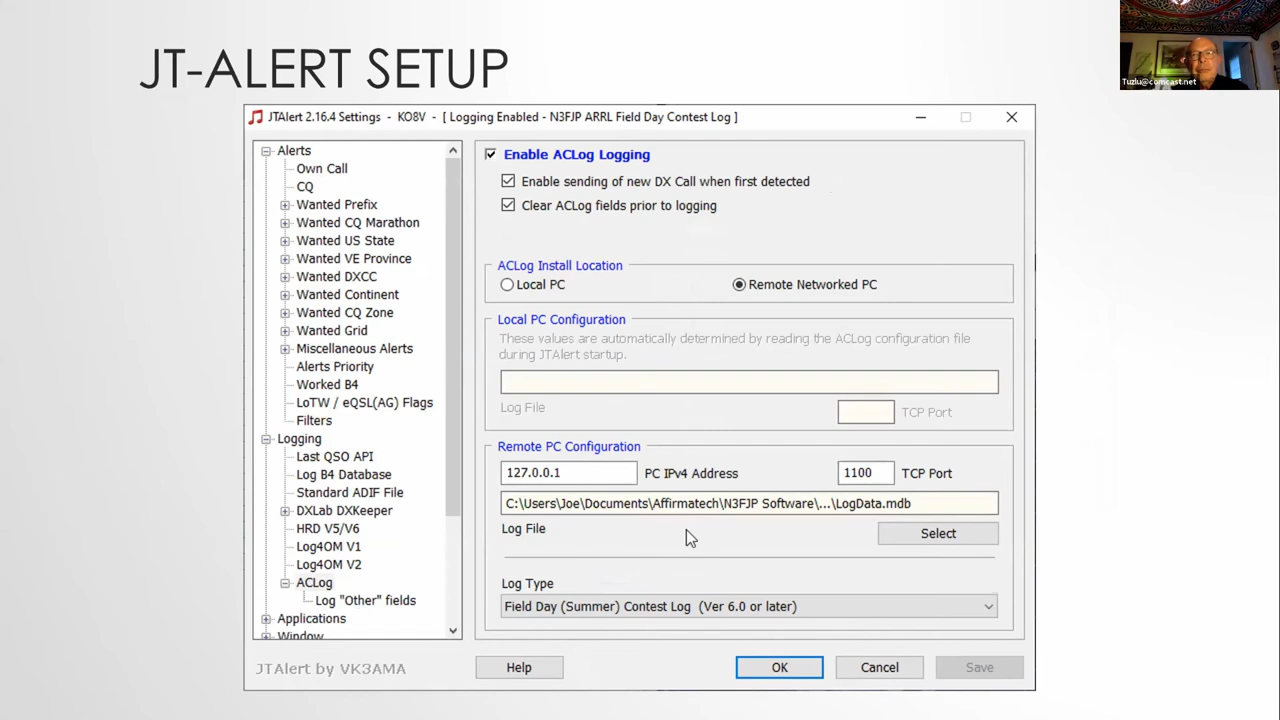 JT-ALERT SETUP
Tuzlu@comcast.net
JTAlert 2.16.4 Settings - KO8V - [ Logging Enabled - N3FJP ARRL Field Day Contest Log ]
Alerts
Own Call
CQ
Wanted Prefix
Wanted CQ Marathon
Wanted US State
Wanted VE Province
Wanted DXCC
Wanted Continent
Wanted CQ Zone
Wanted Grid
Miscellaneous Alerts
Alerts Priority
Worked B4
LoTW / eQSL(AG) Flags
Filters
Logging
Last QSO API
Log B4 Database
Standard ADIF File
DXLab DXKeeper
HRD V5/V6
Log4OM V1
Log4OM V2
ACLog
Log "Other" fields
Applications
Window
JTAlert by VK3AMA
Enable ACLog Logging
Enable sending of new DX Call when first detected
Clear ACLog fields prior to logging
ACLog Install Location
Local PC
Remote Networked PC
Local PC Configuration
These values are automatically determined by reading the ACLog configuration file
during JTAlert startup.
Log File
TCP Port
Remote PC Configuration
127.0.0.1 PC IPv4 Address 1100 TCP Port
C:\Users\Joe\Documents\Affirmatech\N3FJP Software\...\LogData.mdb
Log File
Select
Log Type
Field Day (Summer) Contest Log (Ver 6.0 or later)
Help
OK
Cancel
Save